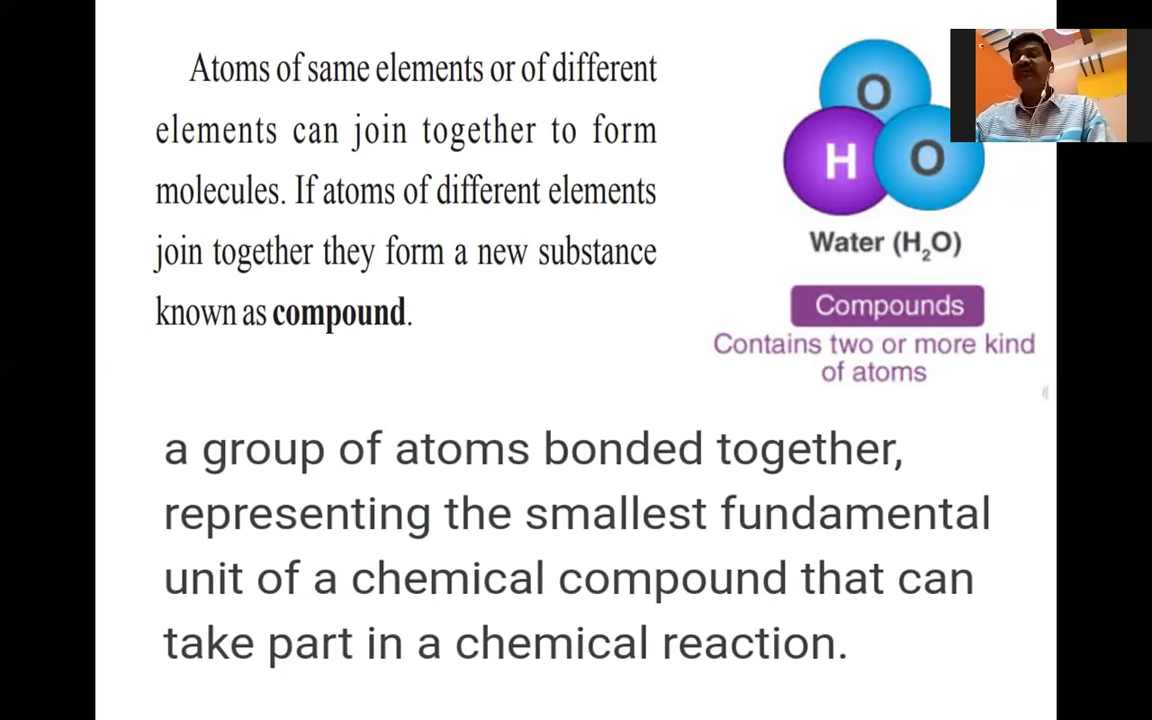 Atoms of same elements or of different
elements can join together to form
molecules. If atoms of different elements
join together they form a new substance
known as compound.
O
H O
Water (H₂O)
Compounds
Contains two or more kind
of atoms
a group of atoms bonded together,
representing the smallest fundamental
unit of a chemical compound that can
take part in a chemical reaction.